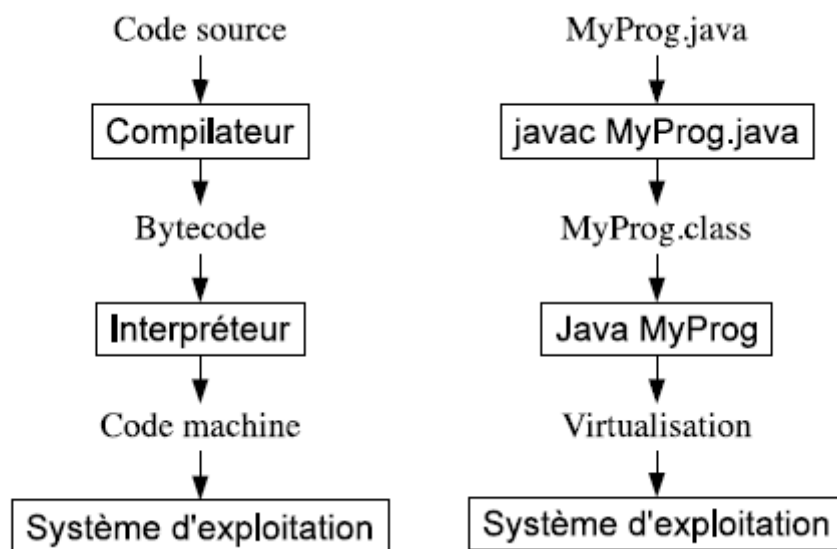 Code source
Compilateur
Bytecode
Interpréteur
Code machine
Système d'exploitation
MyProg.java
javac MyProg.java
MyProg.class
Java MyProg
Virtualisation
Système d'exploitation